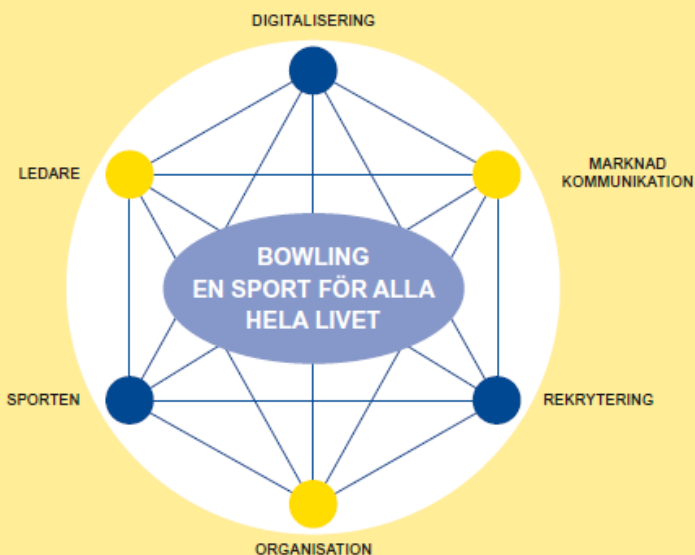 DIGITALISERING
LEDARE
MARKNAD
KOMMUNIKATION
BOWLING
EN SPORT FÖR ALLA
HELA LIVET
SPORTEN
REKRYTERING
ORGANISATION